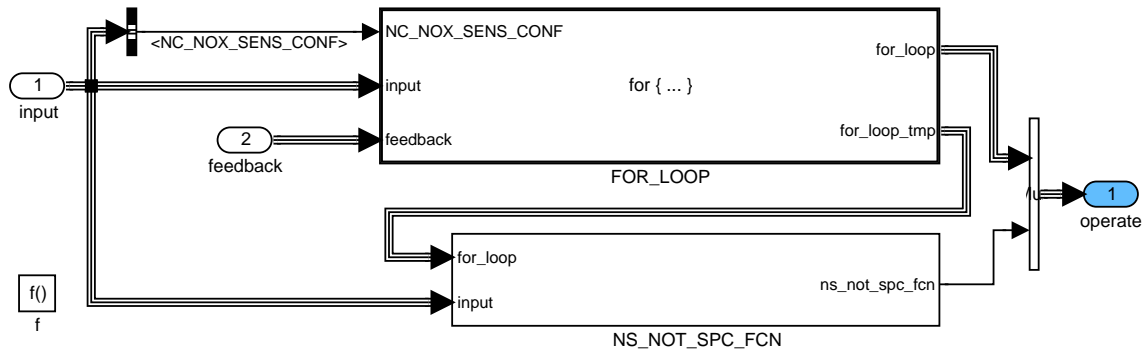 <NC_NOX_SENS_CONF>
NC_NOX_SENS_CONF
for_loop
1
input
input
for { ... }
2
feedback
feedback
for_loop_tmp
FOR_LOOP
1
operate
for_loop
f()
f
input
ns_not_spc_fcn
NS_NOT_SPC_FCN